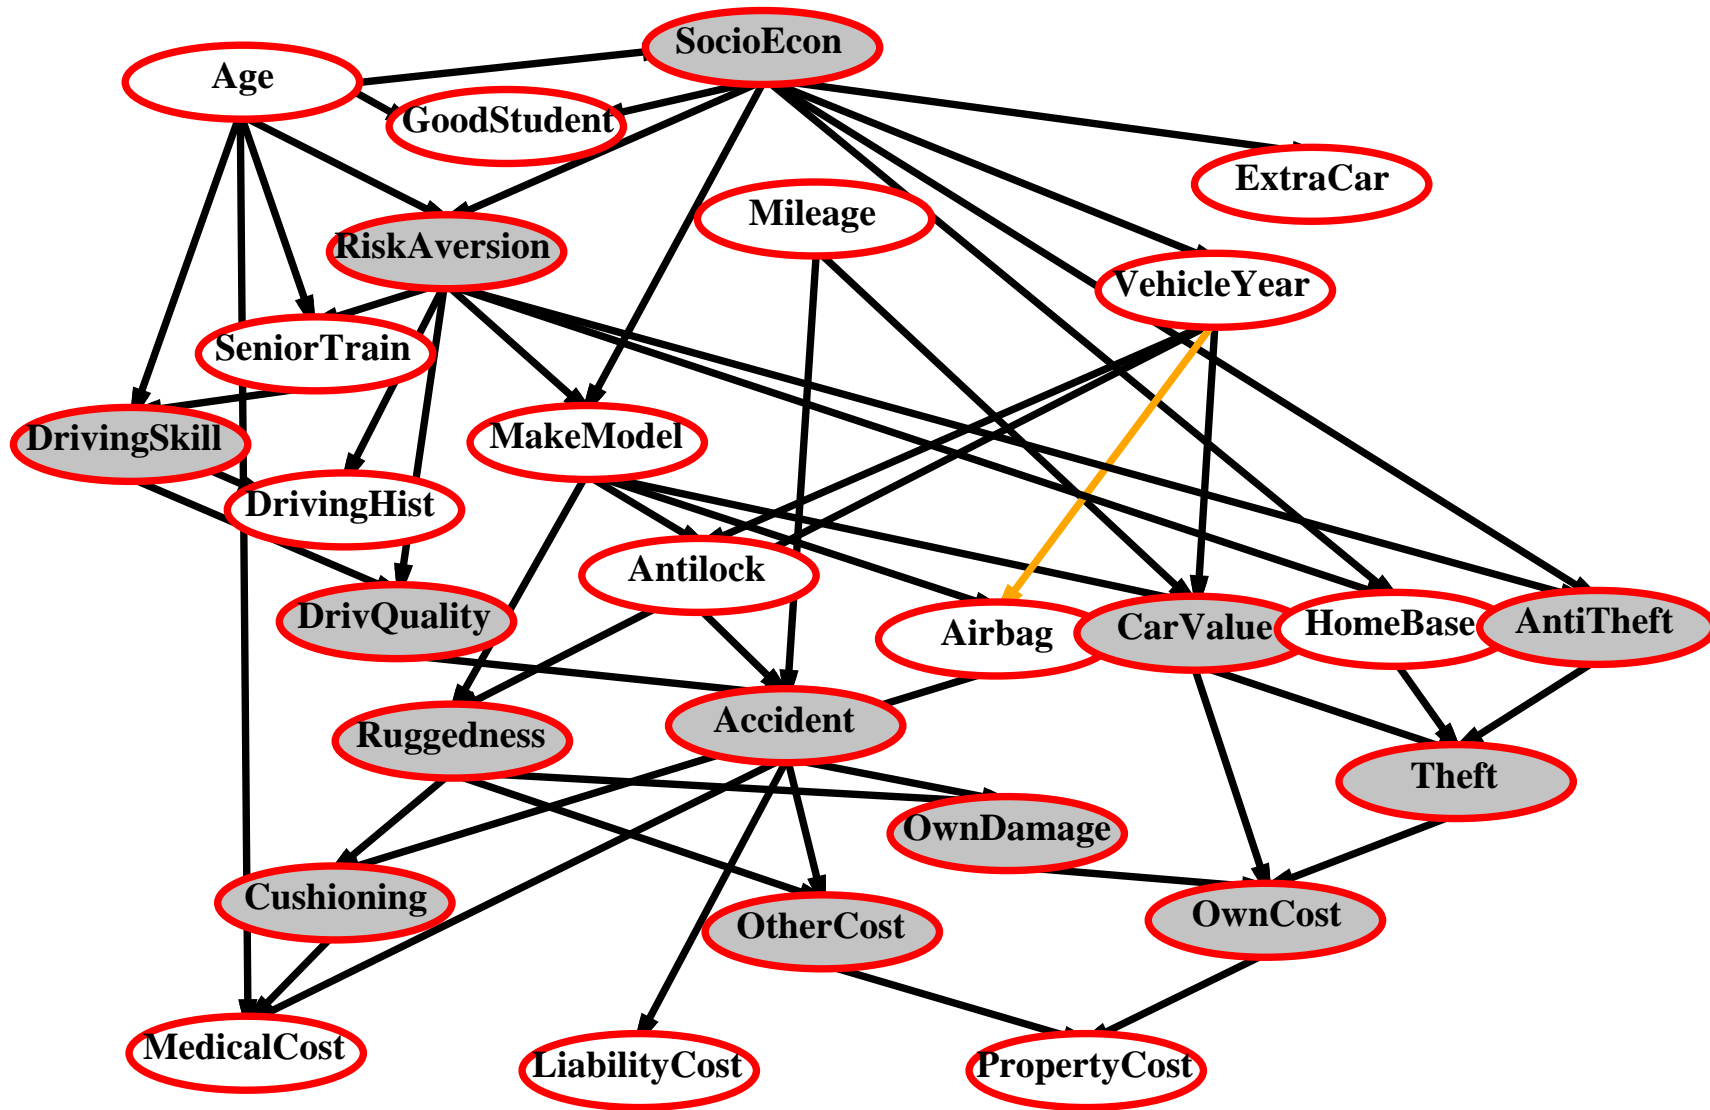 SocioEcon
Age
GoodStudent
ExtraCar
Mileage
RiskAversion
VehicleYear
SeniorTrain
MakeModel
DrivingSkill
DrivingHist
Antilock
DrivQuality
Airbag
CarValue
HomeBase
AntiTheft
Accident
Ruggedness
Theft
OwnDamage
Cushioning
OtherCost
OwnCost
MedicalCost
LiabilityCost
PropertyCost